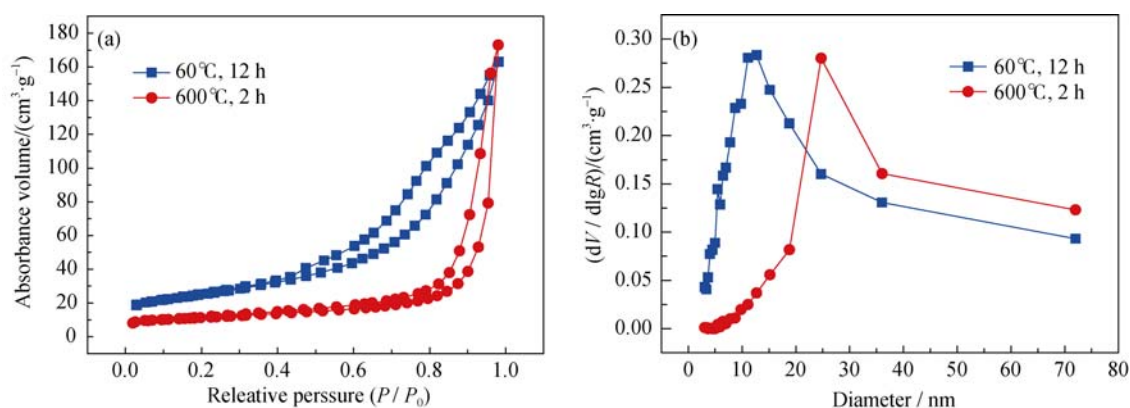 (a)
60℃, 12 h
600℃, 2 h
Absorbance volume/(cm³·g⁻¹)
180
160
140
120
100
80
60
40
20
0
0.0 0.2 0.4 0.6 0.8 1.0
Releative perssure (P / P₀)
(b)
60℃, 12 h
600℃, 2 h
(dV / dlgR)/(cm³·g⁻¹)
0.30
0.25
0.20
0.15
0.10
0.05
0.00
0 10 20 30 40 50 60 70 80
Diameter / nm